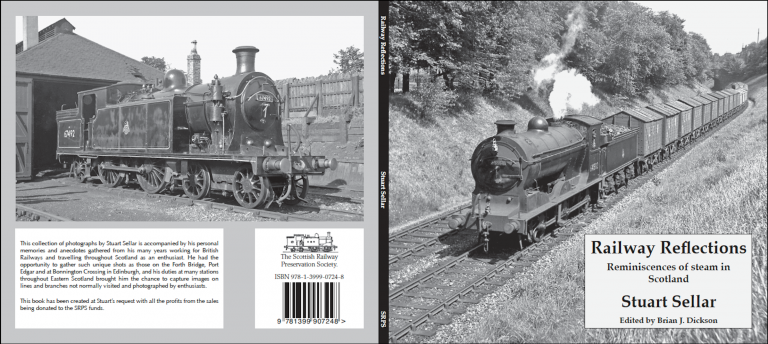 67492
This collection of photographs by Stuart Sellar is accompanied by his personal
memories and anecdotes gathered from his many years working for British
Railways and travelling throughout Scotland as an enthusiast. He had the
opportunity to gather such unique shots as those on the Forth Bridge, Port
Edgar and at Bonnington Crossing in Edinburgh, and his duties at many stations
throughout Eastern Scotland brought him the chance to capture images on
lines and branches not normally visited and photographed by enthusiasts.
This book has been created at Stuart's request with all the profits from the sales
being donated to the SRPS funds.
The Scottish Railway
Preservation Society.
ISBN 978-1-3999-0724-8
9 781399 907248 >
Railway Reflections
Stuart Sellar
SRPS
Railway Reflections
Reminiscences of steam in
Scotland
Stuart Sellar
Edited by Brian J. Dickson